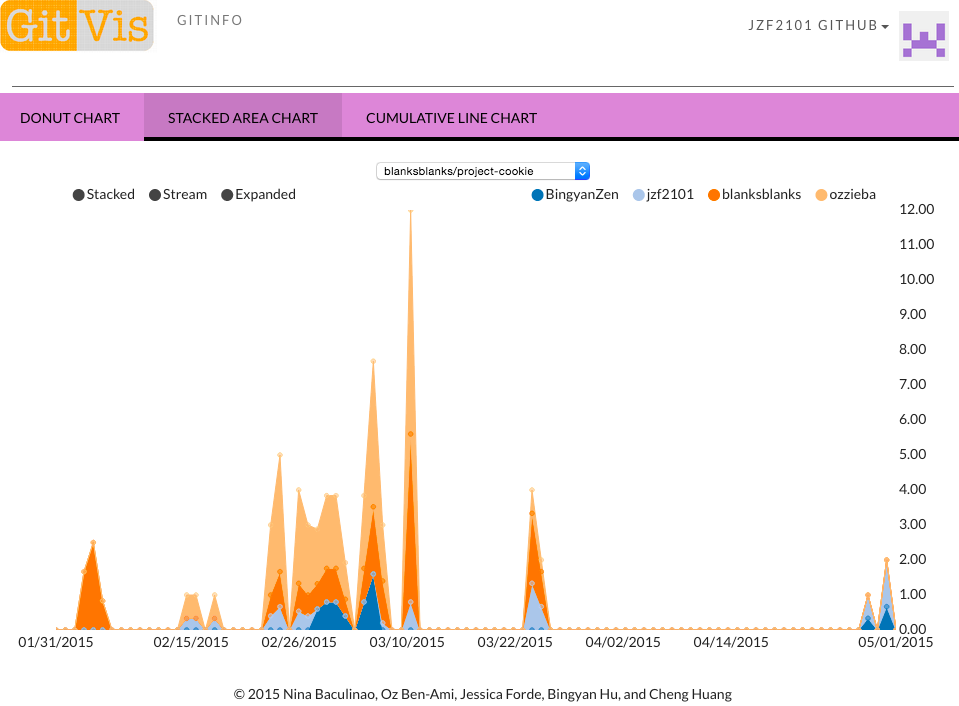 GitVis
GITINFO
JZF2101 GITHUB
DONUT CHART
STACKED AREA CHART
CUMULATIVE LINE CHART
blanksblanks/project-cookie
Stacked Stream Expanded
BingyanZen jzf2101 blanksblanks ozzieba
12.00
11.00
10.00
9.00
8.00
7.00
6.00
5.00
4.00
3.00
2.00
1.00
0.00
01/31/2015 02/15/2015 02/26/2015 03/10/2015 03/22/2015 04/02/2015 04/14/2015 05/01/2015
© 2015 Nina Baculinao, Oz Ben-Ami, Jessica Forde, Bingyan Hu, and Cheng Huang